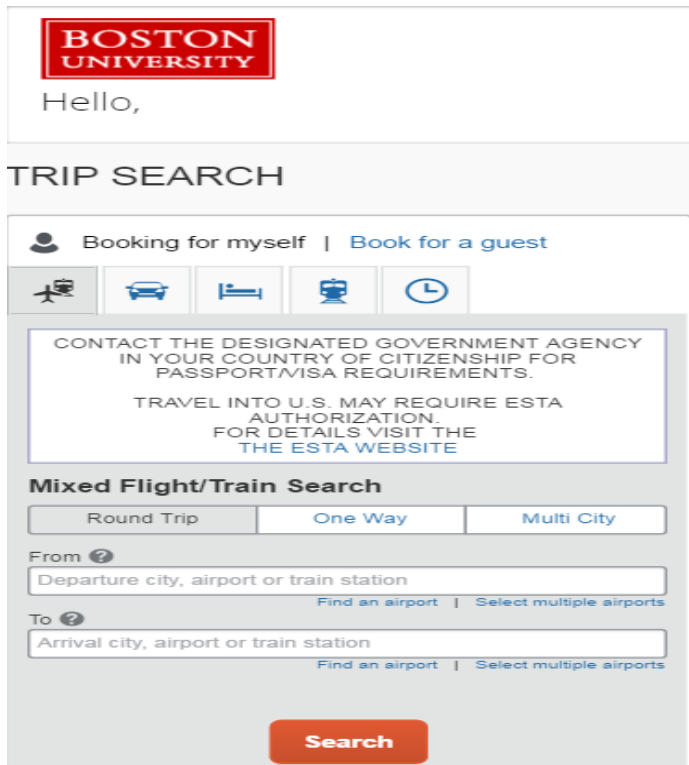 BOSTON
UNIVERSITY
Hello,
TRIP SEARCH
Booking for myself | Book for a guest
CONTACT THE DESIGNATED GOVERNMENT AGENCY
IN YOUR COUNTRY OF CITIZENSHIP FOR
PASSPORT/VISA REQUIREMENTS.
TRAVEL INTO U.S. MAY REQUIRE ESTA
AUTHORIZATION.
FOR DETAILS VISIT THE
THE ESTA WEBSITE
Mixed Flight/Train Search
Round Trip One Way Multi City
From ?
Departure city, airport or train station
Find an airport | Select multiple airports
To ?
Arrival city, airport or train station
Find an airport | Select multiple airports
Search